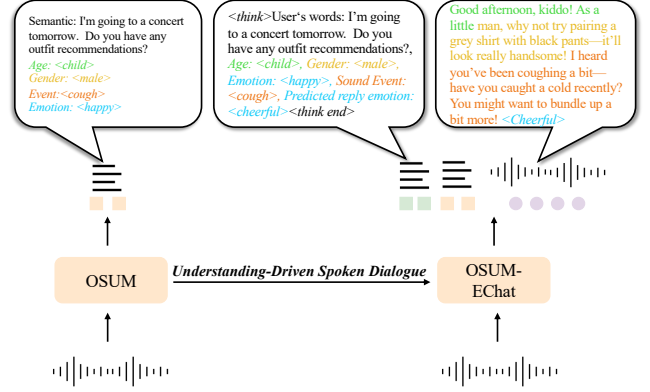 Semantic: I'm going to a concert
tomorrow.  Do you have any
outfit recommendations?
Age: <child>
Gender: <male>
Event:<cough>
Emotion: <happy>
<think>User's words: I'm going
to a concert tomorrow.  Do you
have any outfit recommendations?,
Age: <child>, Gender: <male>,
Emotion: <happy>, Sound Event:
<cough>, Predicted reply emotion:
<cheerful><think end>
Good afternoon, kiddo! As a
little man, why not try pairing a
grey shirt with black pants—it'll
look really handsome! I heard
you've been coughing a bit—
have you caught a cold recently?
You might want to bundle up a
bit more! <Cheerful>
OSUM
Understanding-Driven Spoken Dialogue
OSUM-
EChat